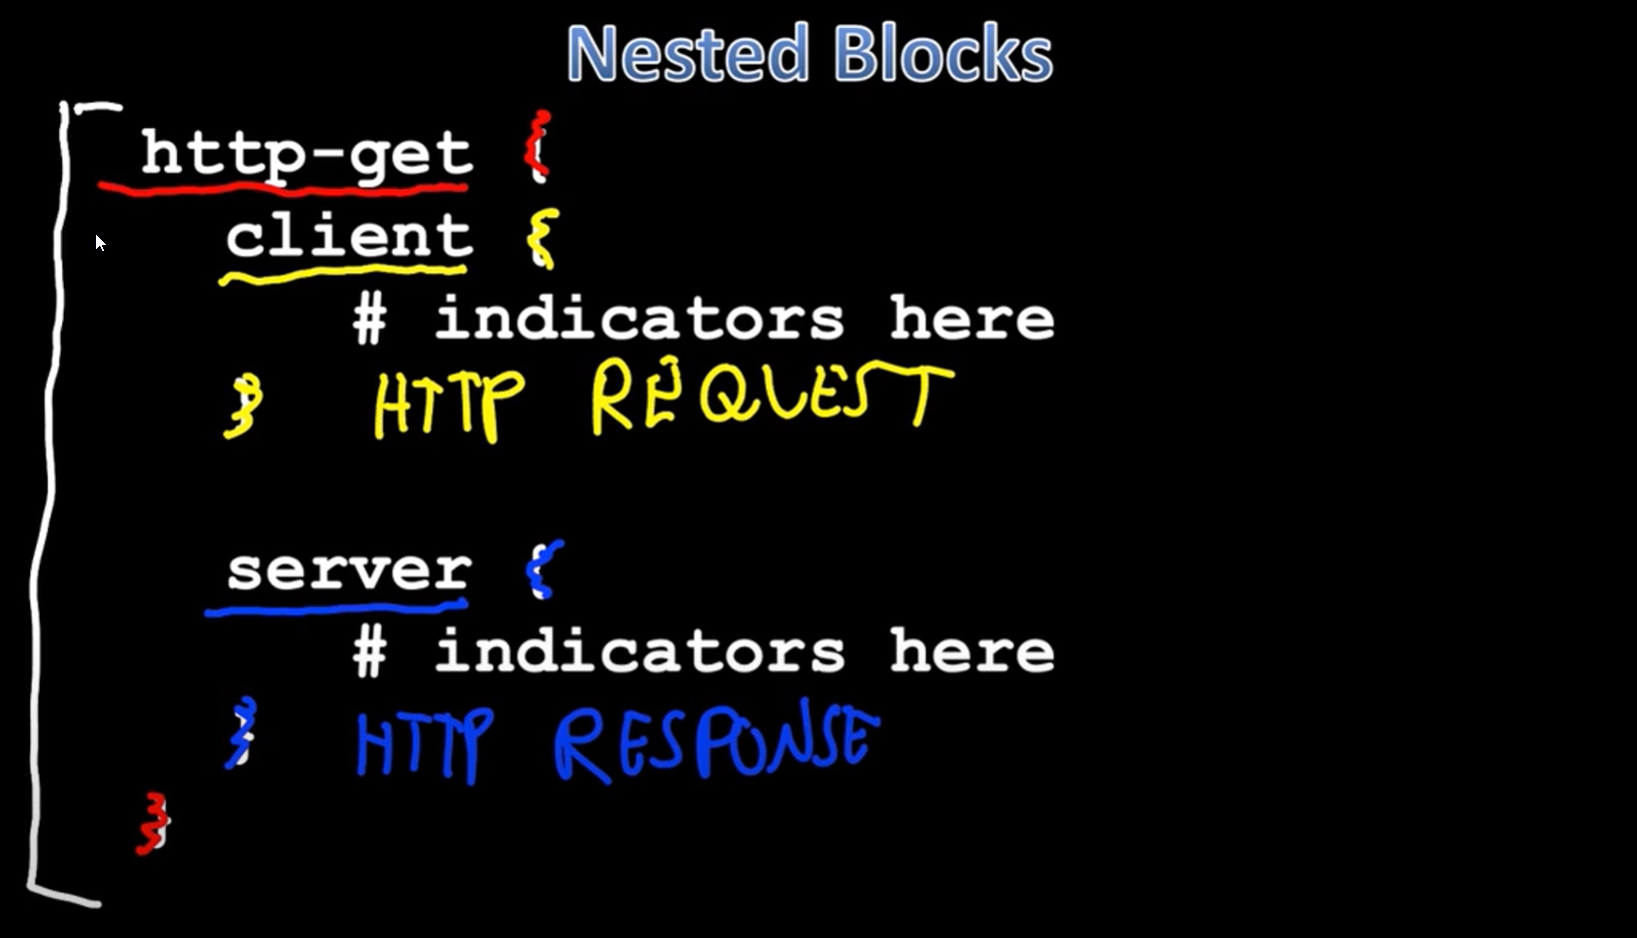 Nested Blocks
http-get {
client {
# indicators here
} HTTP REQUEST
server {
# indicators here
} HTTP RESPONSE
}